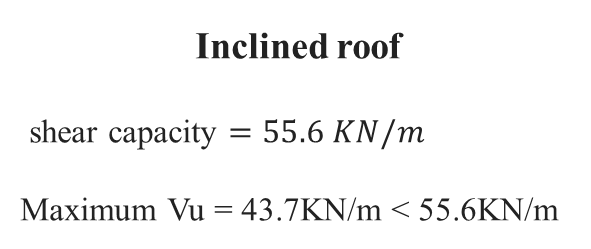 Inclined roof
shear capacity = 55.6 KN/m
Maximum Vu = 43.7KN/m < 55.6KN/m